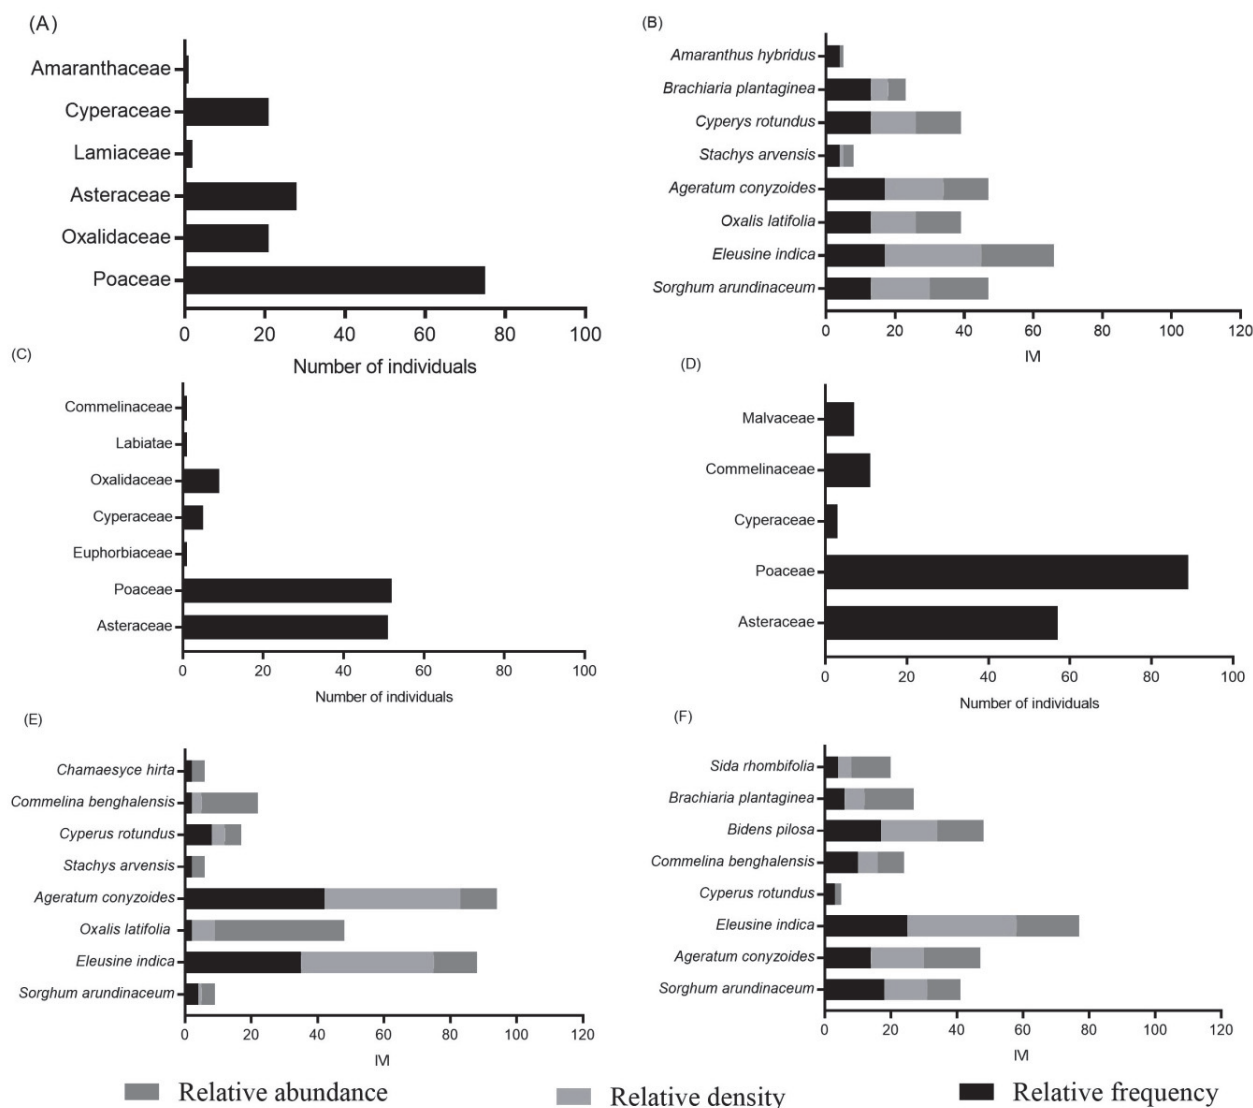 (A)
Amaranthaceae
Cyperaceae
Lamiaceae
Asteraceae
Oxalidaceae
Poaceae
0 20 40 60 80 100
Number of individuals
(B)
Amaranthus hybridus
Brachiaria plantaginea
Cyperys rotundus
Stachys arvensis
Ageratum conyzoides
Oxalis latifolia
Eleusine indica
Sorghum arundinaceum
0 20 40 60 80 100 120
IVI
(C)
Commelinaceae
Labiatae
Oxalidaceae
Cyperaceae
Euphorbiaceae
Poaceae
Asteraceae
0 20 40 60 80 100
Number of individuals
(D)
Malvaceae
Commelinaceae
Cyperaceae
Poaceae
Asteraceae
0 20 40 60 80 100
Number of individuals
(E)
Chamaesyce hirta
Commelina benghalensis
Cyperus rotundus
Stachys arvensis
Ageratum conyzoides
Oxalis latifolia
Eleusine indica
Sorghum arundinaceum
0 20 40 60 80 100 120
IVI
(F)
Sida rhombifolia
Brachiaria plantaginea
Bidens pilosa
Commelina benghalensis
Cyperus rotundus
Eleusine indica
Ageratum conyzoides
Sorghum arundinaceum
0 20 40 60 80 100 120
IVI
Relative abundance
Relative density
Relative frequency